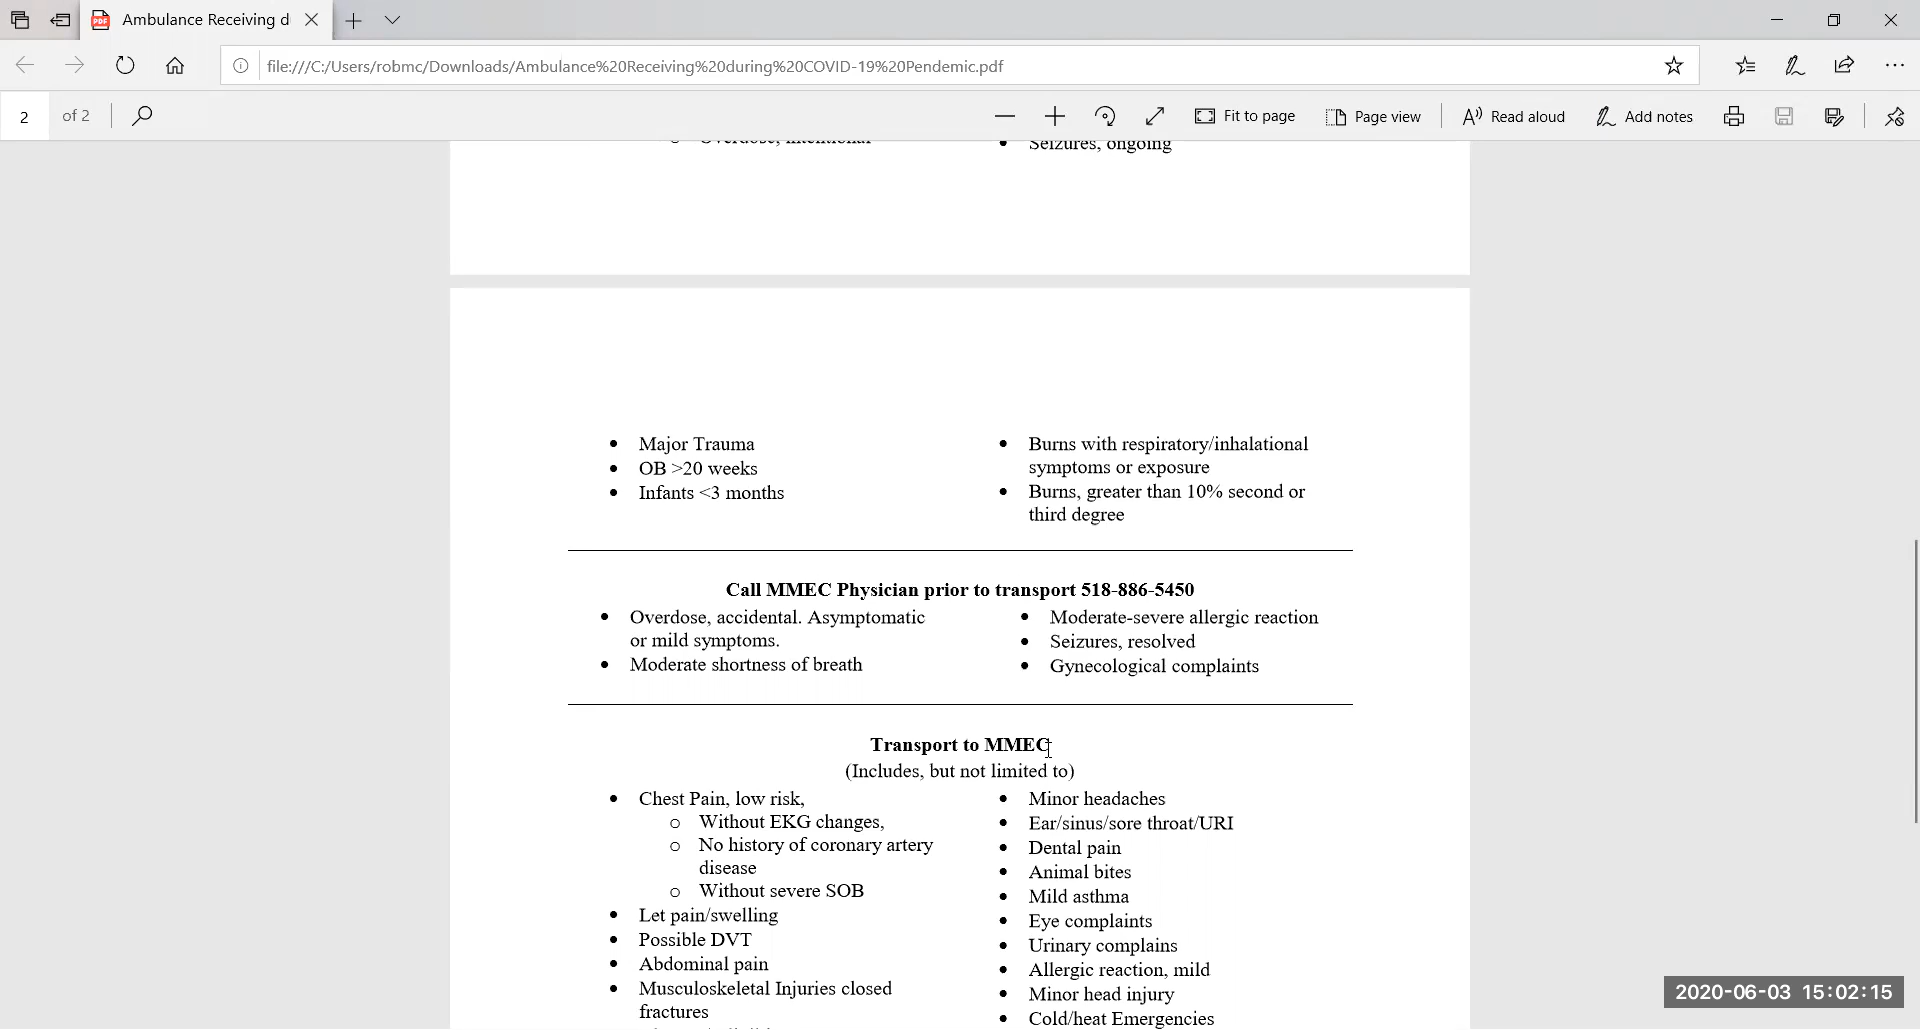 Ambulance Receiving d
file:///C:/Users/robmc/Downloads/Ambulance%20Receiving%20during%20COVID-19%20Pendemic.pdf
2 of 2
Fit to page
Page view
Read aloud
Add notes
Overdose, intentional
• Seizures, ongoing
• Major Trauma
• OB >20 weeks
• Infants <3 months
• Burns with respiratory/inhalational
symptoms or exposure
• Burns, greater than 10% second or
third degree
Call MMEC Physician prior to transport 518-886-5450
• Overdose, accidental. Asymptomatic
or mild symptoms.
• Moderate shortness of breath
• Moderate-severe allergic reaction
• Seizures, resolved
• Gynecological complaints
Transport to MMEC
(Includes, but not limited to)
• Chest Pain, low risk,
o Without EKG changes,
o No history of coronary artery
disease
o Without severe SOB
• Let pain/swelling
• Possible DVT
• Abdominal pain
• Musculoskeletal Injuries closed
fractures
• Minor headaches
• Ear/sinus/sore throat/URI
• Dental pain
• Animal bites
• Mild asthma
• Eye complaints
• Urinary complains
• Allergic reaction, mild
• Minor head injury
• Cold/heat Emergencies
2020-06-03 15:02:15